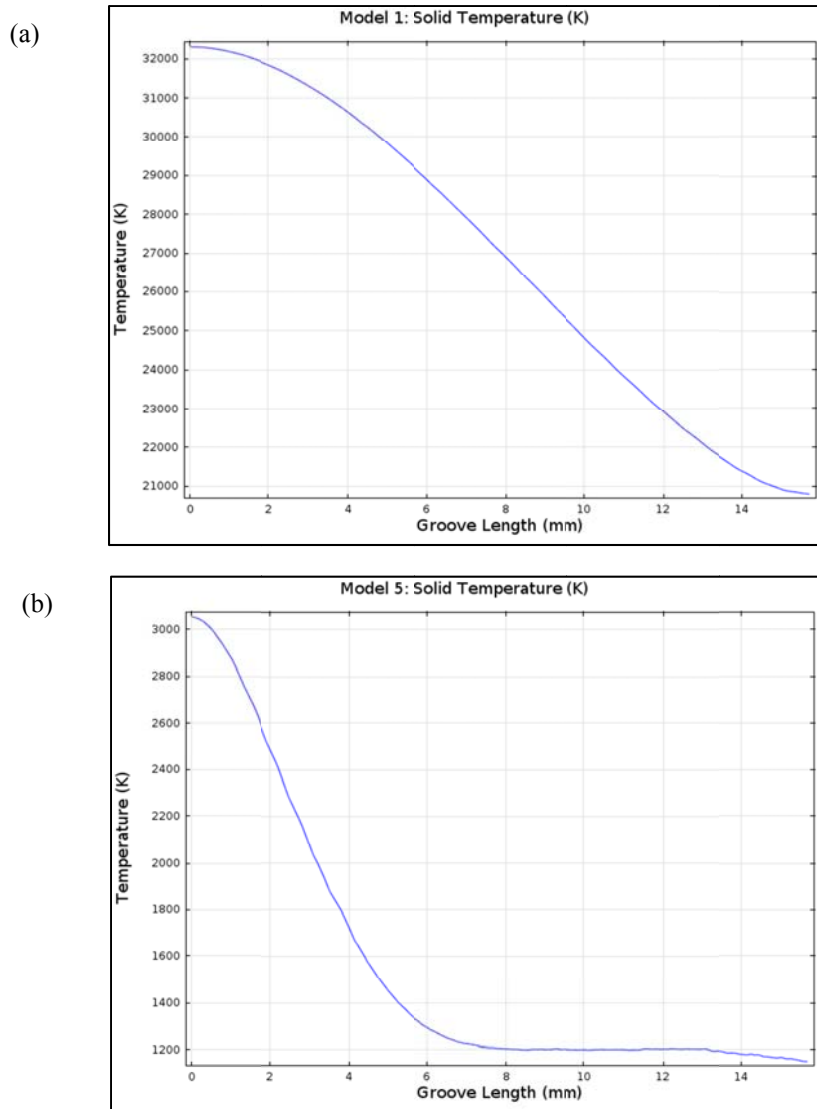 (a)
Model 1: Solid Temperature (K)
Temperature (K)
32000
31000
30000
29000
28000
27000
26000
25000
24000
23000
22000
21000
0 2 4 6 8 10 12 14
Groove Length (mm)
(b)
Model 5: Solid Temperature (K)
Temperature (K)
3000
2800
2600
2400
2200
2000
1800
1600
1400
1200
0 2 4 6 8 10 12 14
Groove Length (mm)